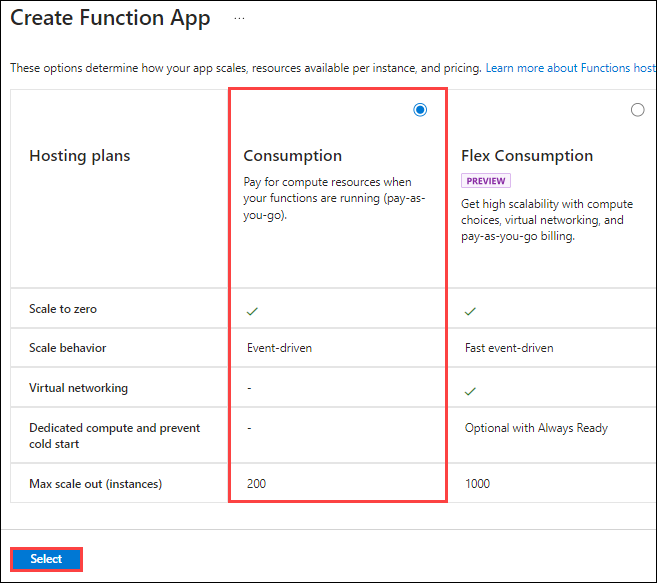 Create Function App ...
These options determine how your app scales, resources available per instance, and pricing. Learn more about Functions host
Hosting plans
Consumption
Pay for compute resources when
your functions are running (pay-as-
you-go).
Flex Consumption
PREVIEW
Get high scalability with compute
choices, virtual networking, and
pay-as-you-go billing.
Scale to zero
Scale behavior Event-driven Fast event-driven
Virtual networking -
Dedicated compute and prevent
cold start
- Optional with Always Ready
Max scale out (instances) 200 1000
Select